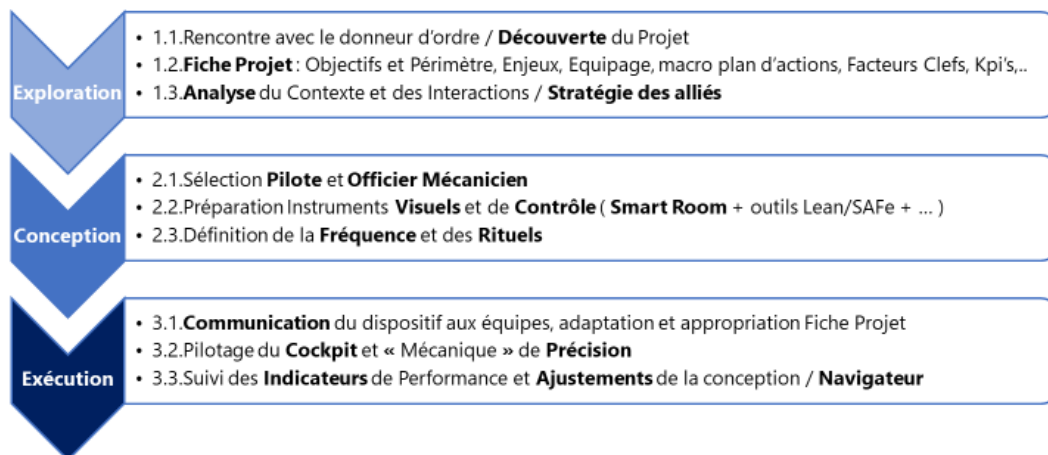 Exploration
• 1.1.Rencontre avec le donneur d'ordre / Découverte du Projet
• 1.2.Fiche Projet : Objectifs et Périmètre, Enjeux, Equipage, macro plan d'actions, Facteurs Clefs, Kpi's,..
• 1.3.Analyse du Contexte et des Interactions / Stratégie des alliés
Conception
• 2.1.Sélection Pilote et Officier Mécanicien
• 2.2.Préparation Instruments Visuels et de Contrôle ( Smart Room + outils Lean/SAFe + ... )
• 2.3.Définition de la Fréquence et des Rituels
Exécution
• 3.1.Communication du dispositif aux équipes, adaptation et appropriation Fiche Projet
• 3.2.Pilotage du Cockpit et « Mécanique » de Précision
• 3.3.Suivi des Indicateurs de Performance et Ajustements de la conception / Navigateur